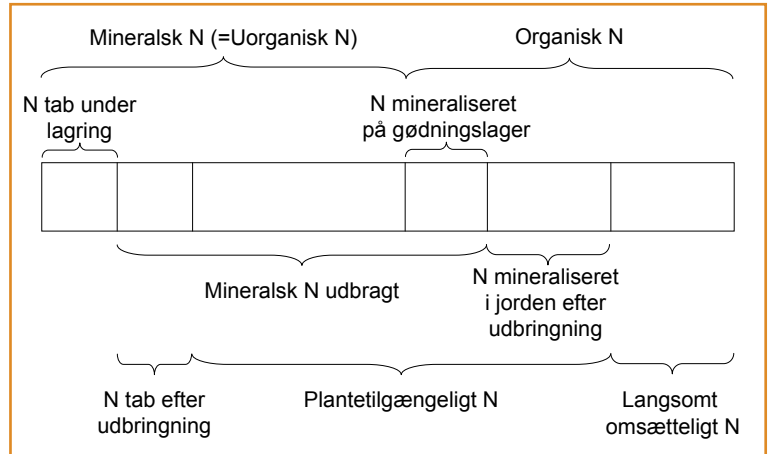 Mineralsk N (=Uorganisk N)
Organisk N
N tab under
lagring
N mineraliseret
på gødningslager
Mineralsk N udbragt
N mineraliseret
i jorden efter
udbringning
N tab efter
udbringning
Plantetilgængeligt N
Langsomt
omsætteligt N